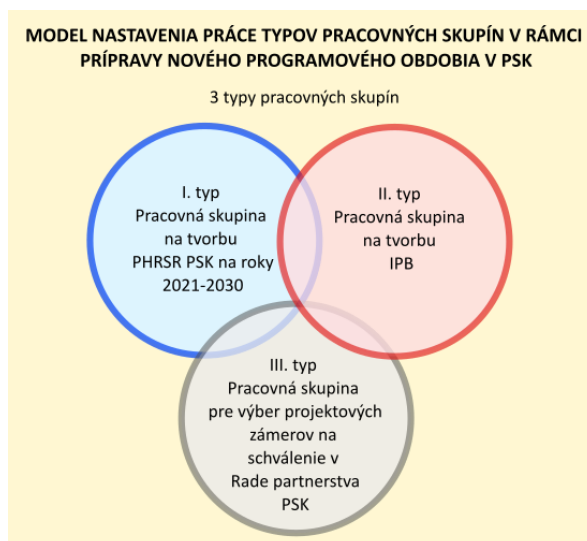 MODEL NASTAVENIA PRÁCE TYPOV PRACOVNÝCH SKUPÍN V RÁMCI
PRÍPRAVY NOVÉHO PROGRAMOVÉHO OBDOBIA V PSK
3 typy pracovných skupín
I. typ
Pracovná skupina
na tvorbu
PHRSR PSK na roky
2021-2030
II. typ
Pracovná skupina
na tvorbu
IPB
III. typ
Pracovná skupina
pre výber projektových
zámerov na
schválenie v
Rade partnerstva
PSK